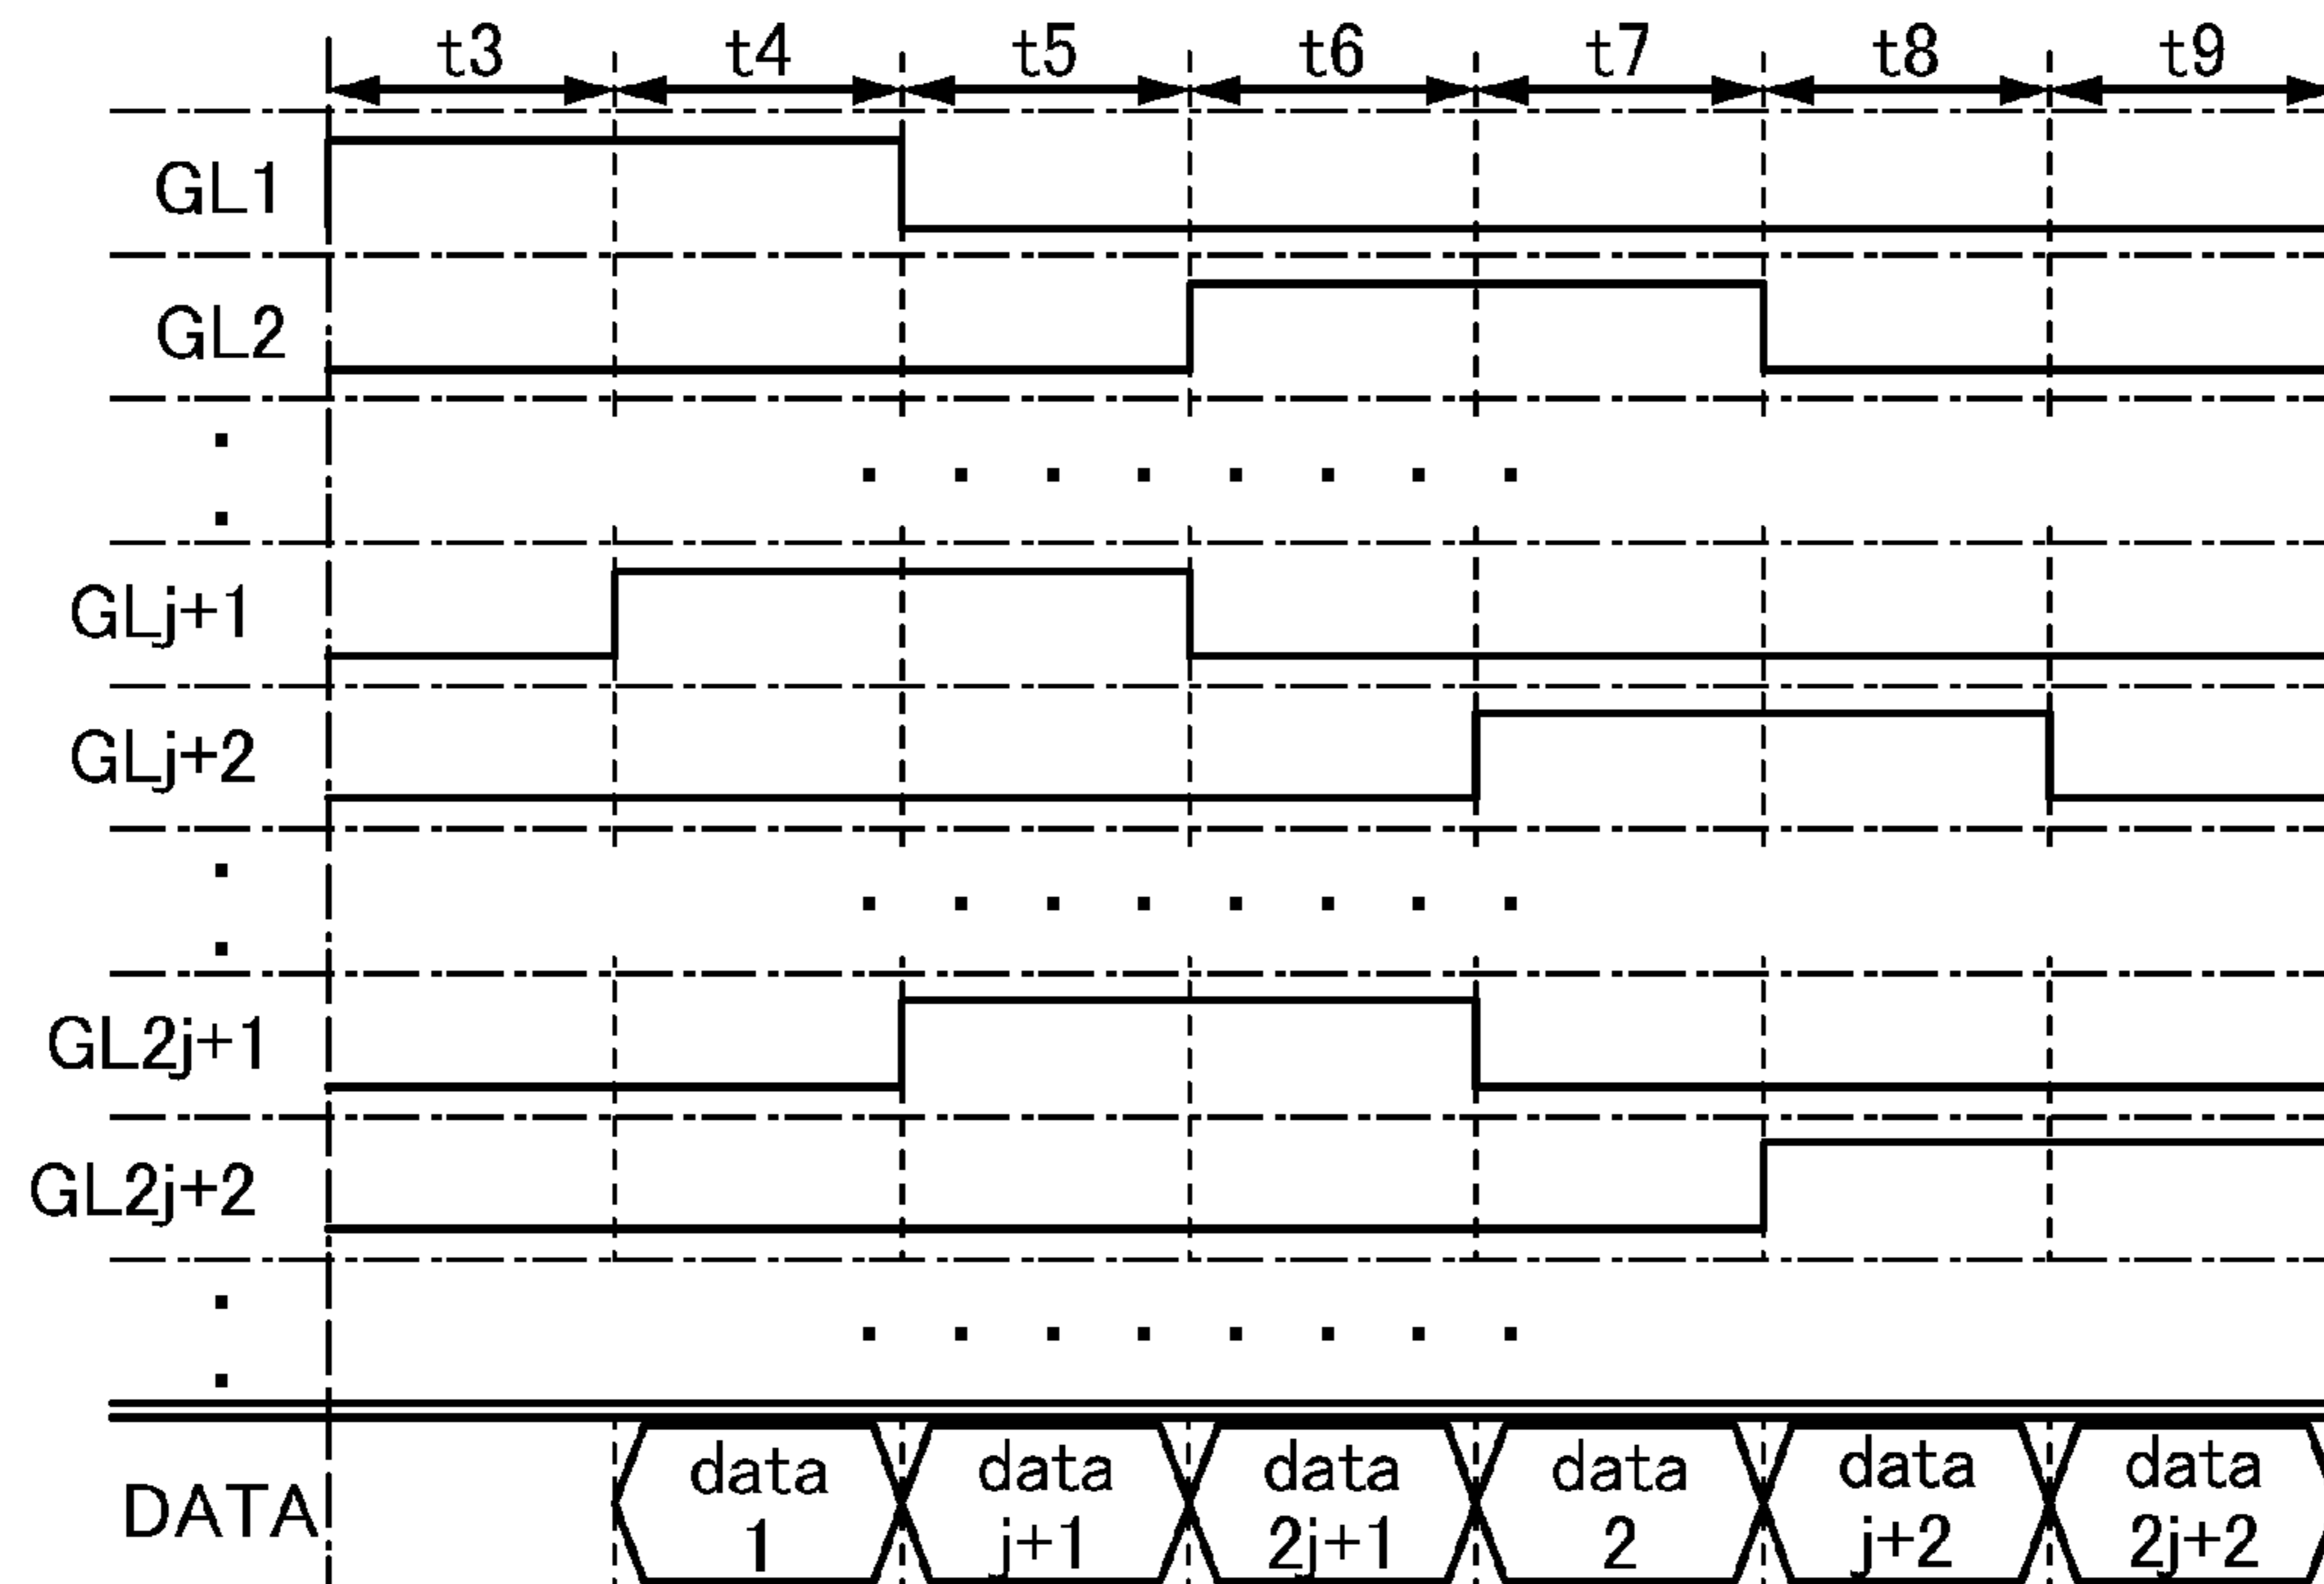 t3 t4 t5 t6 t7 t8 t9
GL1
GL2
GLj+1
GLj+2
GL2j+1
GL2j+2
DATA
data 1
data j+1
data 2j+1
data 2
data j+2
data 2j+2